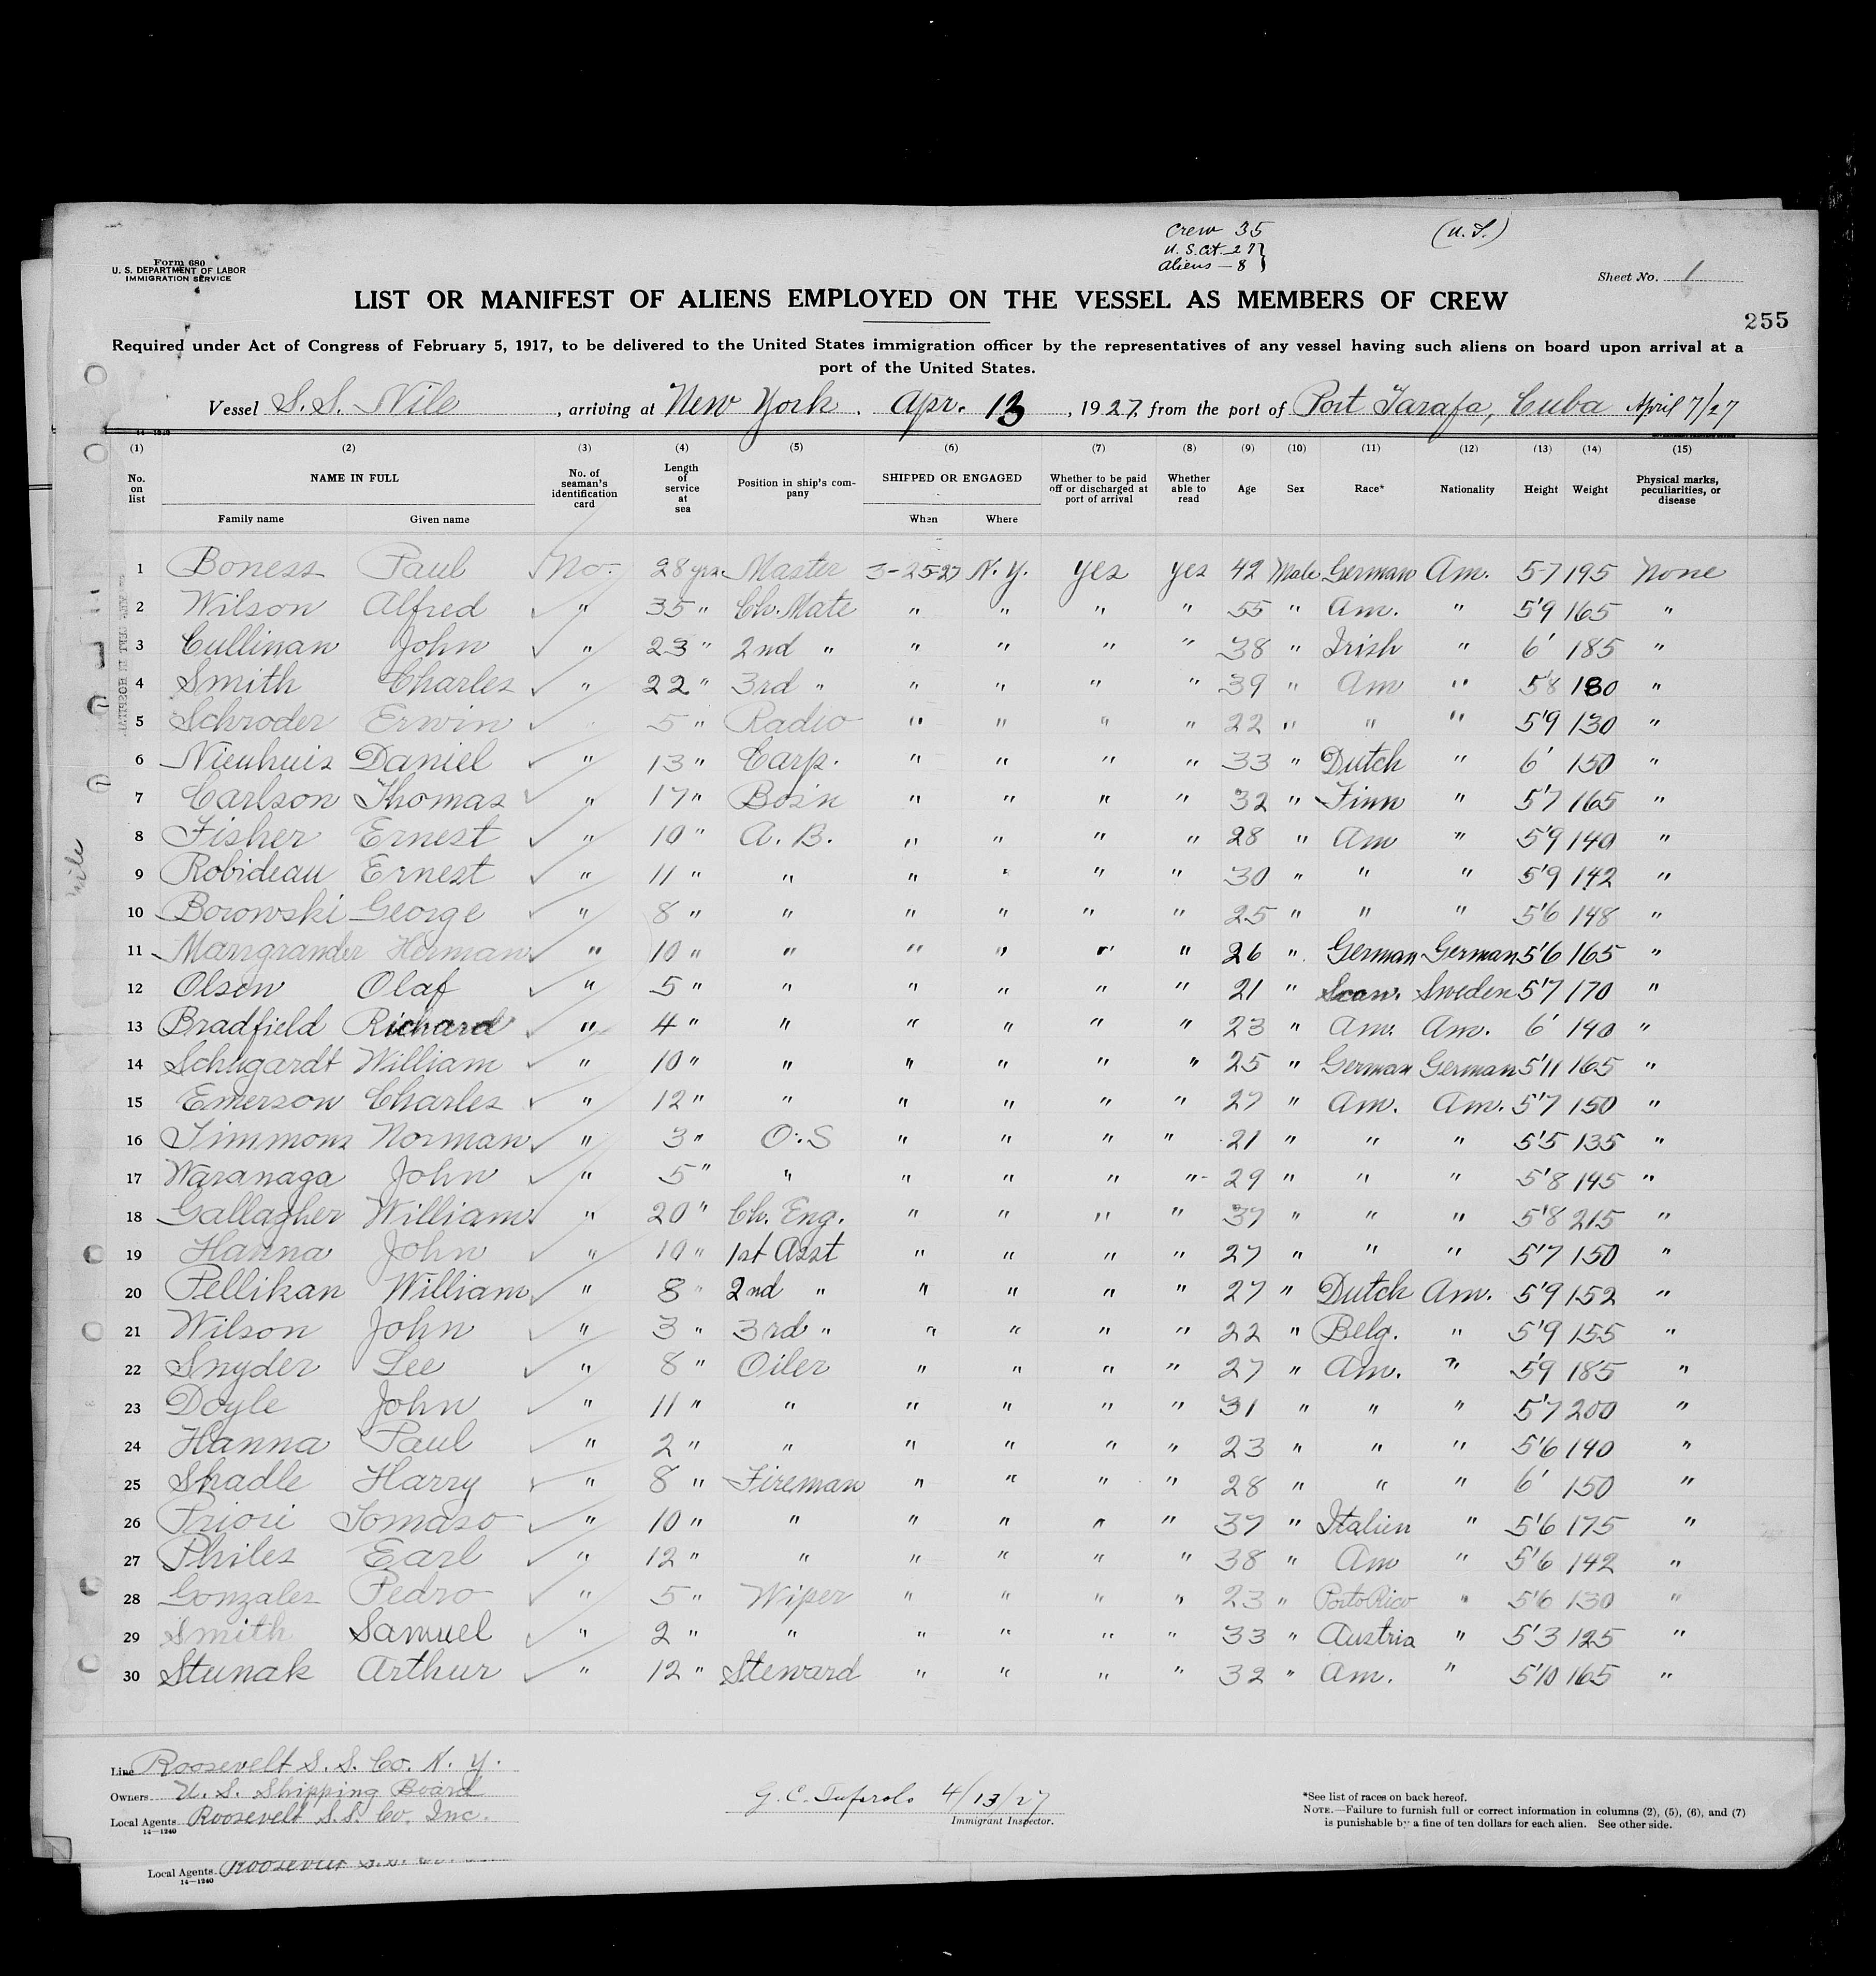 Crew 35
U. S. Cit. - 27
Aliens - 8
(U. S.)
Form 680
U. S. DEPARTMENT OF LABOR
IMMIGRATION SERVICE
Sheet No. 1
LIST OR MANIFEST OF ALIENS EMPLOYED ON THE VESSEL AS MEMBERS OF CREW
255
Required under Act of Congress of February 5, 1917, to be delivered to the United States immigration officer by the representatives of any vessel having such aliens on board upon arrival at a
port of the United States.
Vessel S.S. Nile, arriving at New York. Apr. 13, 1927, from the port of Port Tarafa, Cuba April 7/27
(1) (2) (3) (4) (5) (6) (7) (8) (9) (10) (11) (12) (13) (14) (15)
No. on list NAME IN FULL Family name Given name No. of seaman's identification card Length of service at sea Position in ship's company SHIPPED OR ENGAGED When Where Whether to be paid off or discharged at port of arrival Whether able to read Age Sex Race* Nationality Height Weight Physical marks, peculiarities, or disease
1 Boness Paul ✓ No. 28 yrs. Master 3-25-27 N. Y. yes yes 42 Male German Am. 5-7 195 None
2 Wilson Alfred ✓ " 35 " Ch. Mate " " " " 55 " Am. " 5'9 165 "
3 Cullinan John ✓ " 23 " 2nd " " " " " 38 " Irish " 6' 185 "
4 Smith Charles ✓ " 22 " 3rd " " " " " 39 " Am " 5'8 180 "
5 Schroder Erwin ✓ 5 " Radio " " " " 22 " " " 5'9 130 "
6 Nieuhuis Daniel ✓ " 13 " Carp. " " " " 33 " Dutch " 6' 150 "
7 Carlson Thomas ✓ " 17 " Bos'n " " " " 32 " Finn " 5'7 165 "
8 Fisher Ernest ✓ " 10 " A. B. " " " " 28 " Am " 5'9 140 "
9 Robideau Ernest ✓ " 11 " " " " " " 30 " " " 5'9 142 "
10 Borowski George ✓ " 8 " " " " " " 25 " " " 5'6 148 "
11 Manngrander Herman ✓ " 10 " " " " " " 26 " German German 5'6 165 "
12 Olsen Olaf ✓ " 5 " " " " " " 21 " Scan. Sweden 5'7 170 "
13 Bradfield Richard ✓ " 4 " " " " " " 23 " Am. Am. 6' 190 "
14 Schugardt William ✓ " 10 " " " " " " 25 " German German 5'11 165 "
15 Emerson Charles ✓ " 12 " " " " " " 27 " Am. Am. 5'7 150 "
16 Timmons Norman ✓ " 3 " O. S " " " " 21 " " " 5'5 135 "
17 Waranaga John ✓ " 5 " " " " " " 29 " " " 5'8 145 "
18 Gallagher William ✓ " 20 " Ch. Eng. " " " " 37 " " " 5'8 215 "
19 Hanna John ✓ " 10 " 1st Asst " " " " 27 " " " 5'7 150 "
20 Pellikan William ✓ " 8 " 2nd " " " " " 27 " Dutch Am. 5'9 152 "
21 Wilson John ✓ " 3 " 3rd " " " " " 22 " Belg. " 5'9 155 "
22 Snyder Lee ✓ " 8 " Oiler " " " " 27 " Am. " 5'9 185 "
23 Doyle John ✓ " 11 " " " " " " 31 " " " 5'7 200 "
24 Hanna Paul ✓ " 2 " " " " " " 23 " " " 5'6 140 "
25 Shadle Harry ✓ " 8 " Fireman " " " " 28 " " " 6' 150 "
26 Priori Tomaso ✓ " 10 " " " " " " 37 " Italien " 5'6 175 "
27 Philes Earl ✓ " 12 " " " " " " 38 " Am " 5'6 142 "
28 Gonzales Pedro ✓ " 5 " Wiper " " " " 23 " Porto Rico " 5'6 130 "
29 Smith Samuel ✓ " 2 " " " " " " 33 " Austria " 5'3 125 "
30 Stunak Arthur ✓ " 12 " Steward " " " " 32 " Am. " 5'10 165 "
Nile
Line Roosevelt S. S. Co. N. Y.
Owners U. S. Shipping Board
Local Agents Roosevelt S.S. Co. Inc.
14—1240
4/13/27
Immigrant Inspector.
*See list of races on back hereof.
NOTE.—Failure to furnish full or correct information in columns (2), (5), (6), and (7)
is punishable by a fine of ten dollars for each alien. See other side.
Local Agents Roosevelt S.S. Co.
14—1240